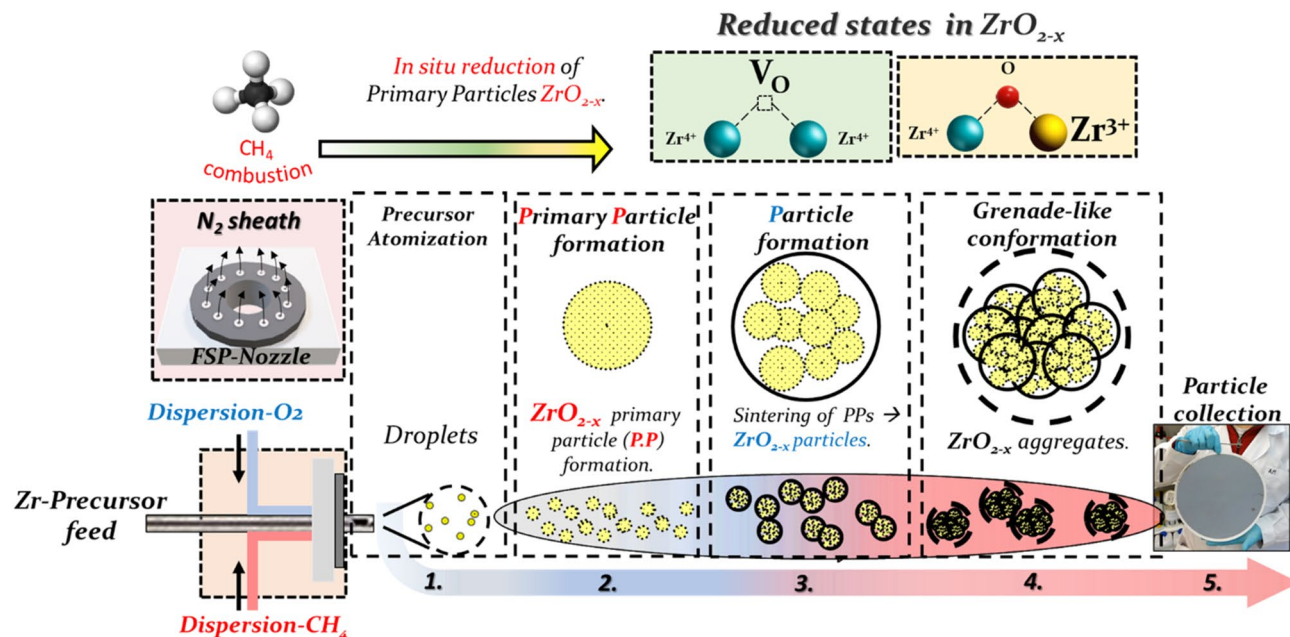 Reduced states in ZrO₂₋ₓ
In situ reduction of
Primary Particles ZrO₂₋ₓ.
CH₄
combustion
V_O
Zr⁴⁺
Zr⁴⁺
O
Zr⁴⁺
Zr³⁺
N₂ sheath
FSP-Nozzle
Precursor
Atomization
Primary Particle
formation
Particle
formation
Grenade-like
conformation
Dispersion-O2
Zr-Precursor
feed
Dispersion-CH₄
Droplets
ZrO₂₋ₓ primary
particle (P.P)
formation.
Sintering of PPs →
ZrO₂₋ₓ particles.
ZrO₂₋ₓ aggregates.
Particle
collection
1.
2.
3.
4.
5.